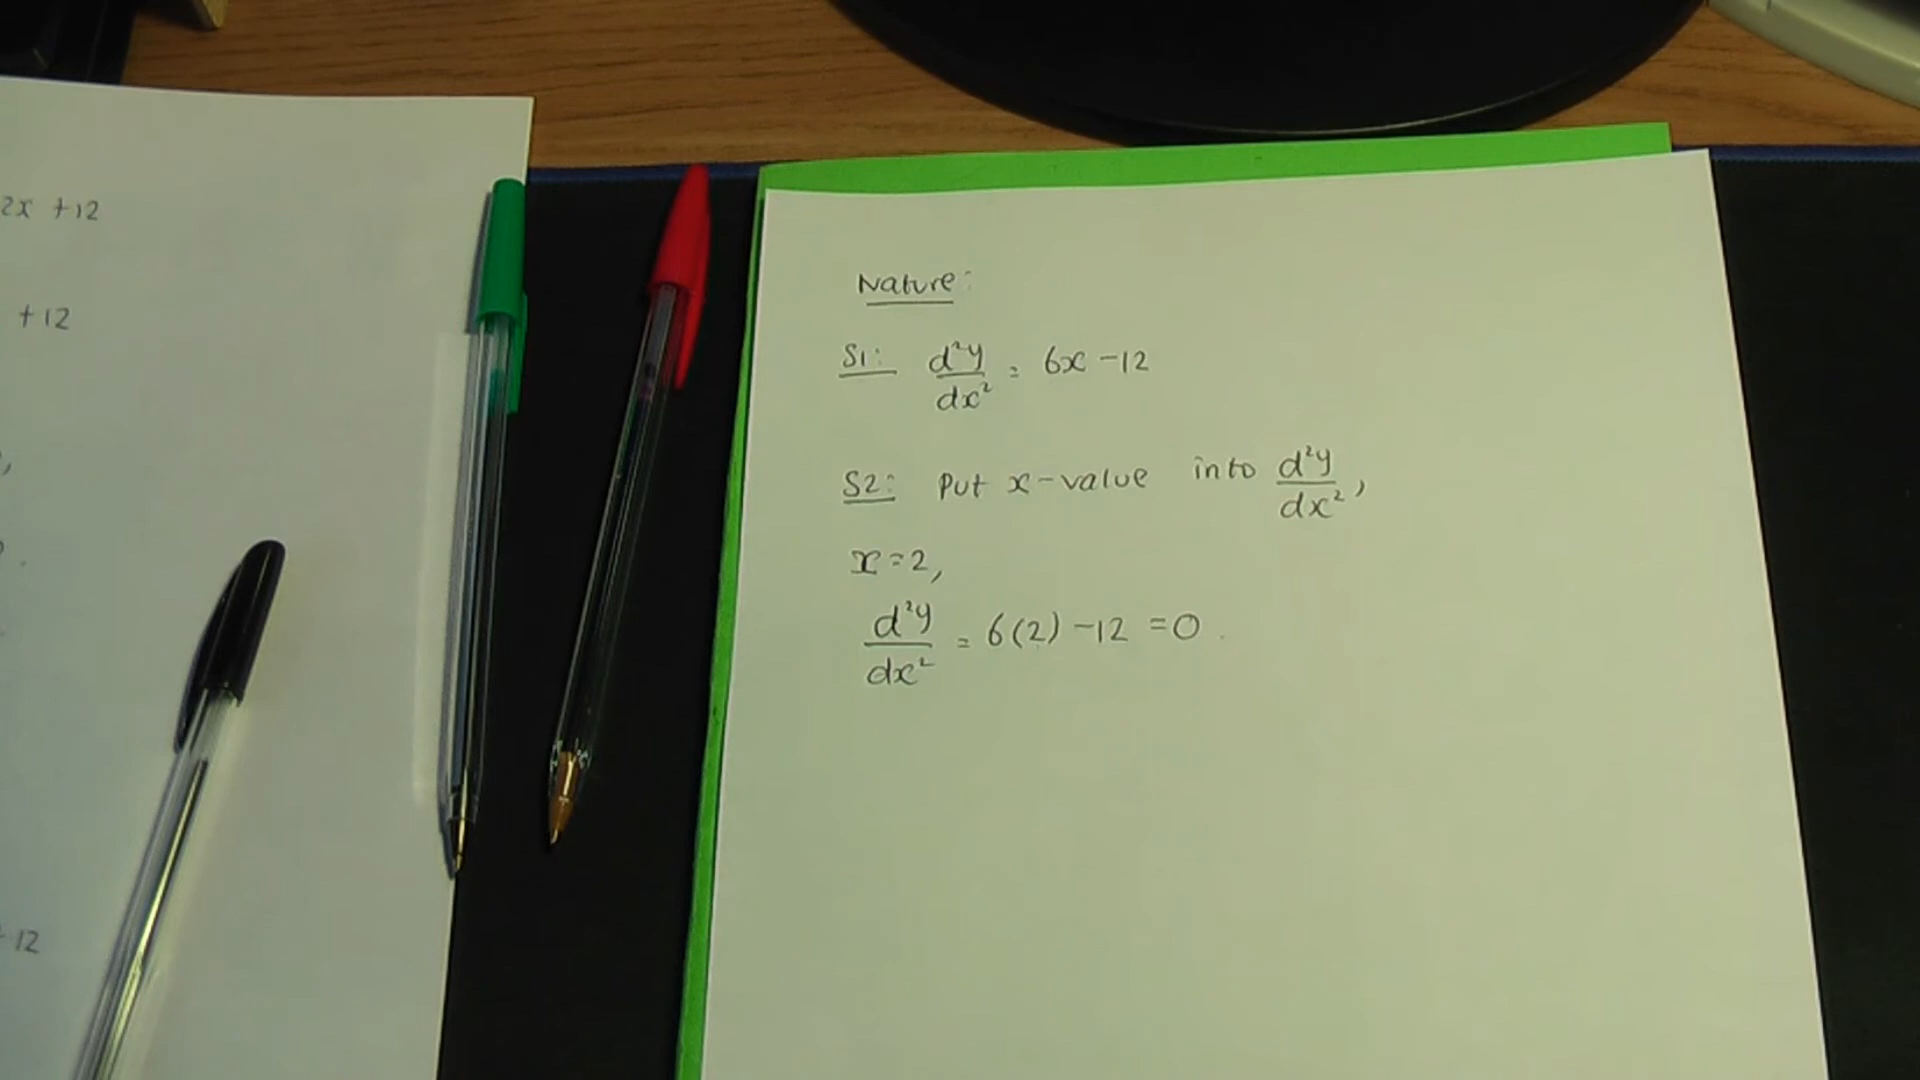 2x +12
+12
12
Nature:
S1: d²y/dx² = 6x - 12
S2: Put x-value into d²y/dx²,
x = 2,
d²y/dx² = 6(2) - 12 = 0.